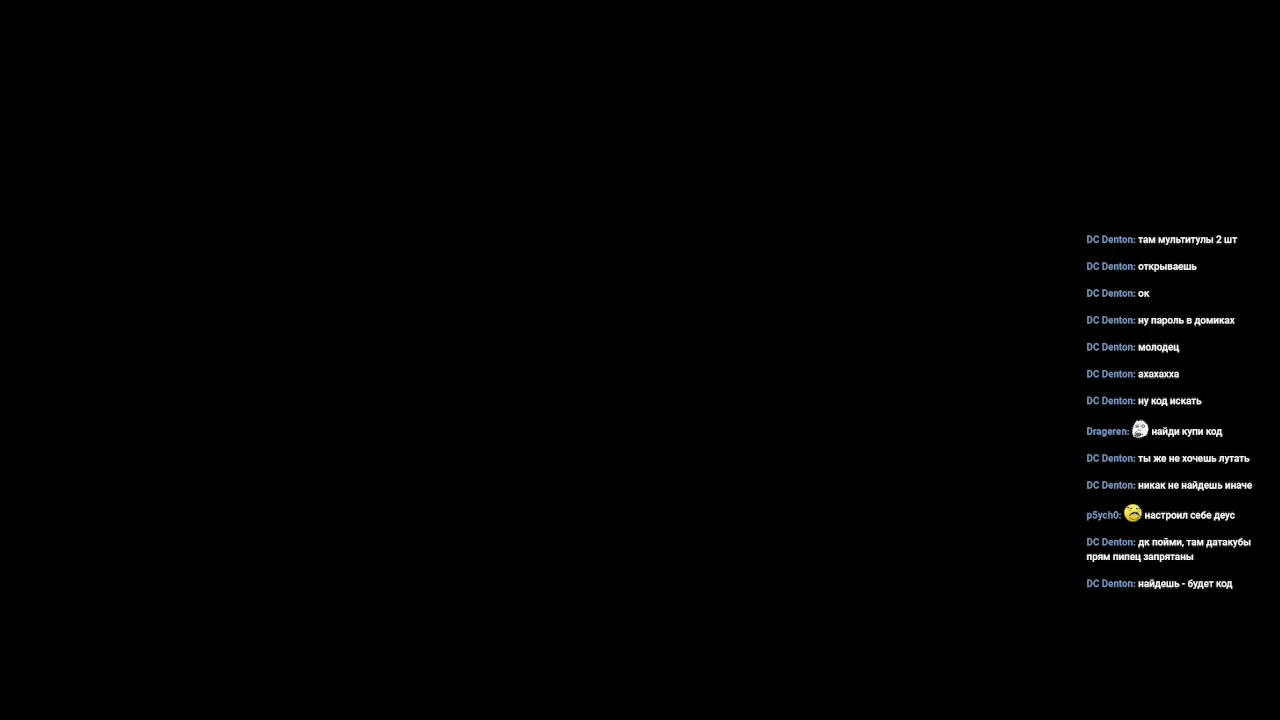 DC Denton: там мультитулы 2 шт
DC Denton: открываешь
DC Denton: ок
DC Denton: ну пароль в домиках
DC Denton: молодец
DC Denton: ахахахха
DC Denton: ну код искать
Drageren: найди купи код
DC Denton: ты же не хочешь лутать
DC Denton: никак не найдешь иначе
p5ych0: настроил себе деус
DC Denton: дк пойми, там датакубы
прям пипец запрятаны
DC Denton: найдешь - будет код